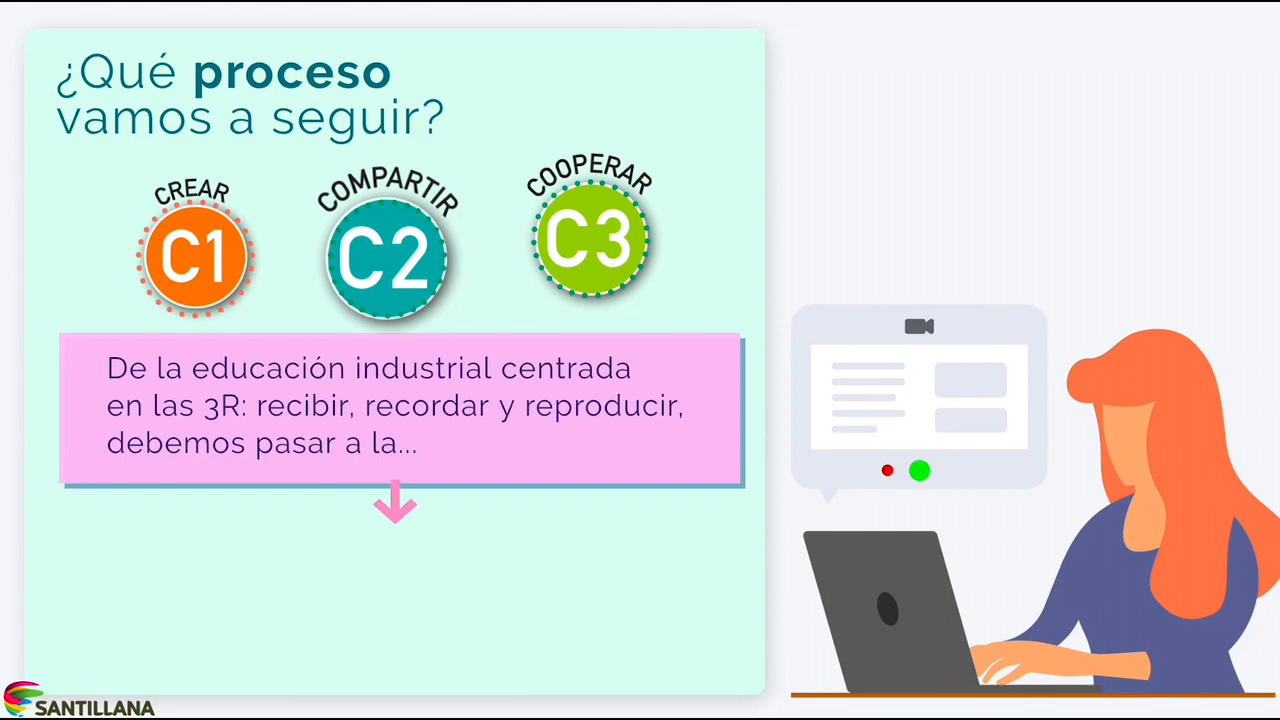 ¿Qué proceso
vamos a seguir?
CREAR
C1
COMPARTIR
C2
COOPERAR
C3
De la educación industrial centrada
en las 3R: recibir, recordar y reproducir,
debemos pasar a la...
SANTILLANA